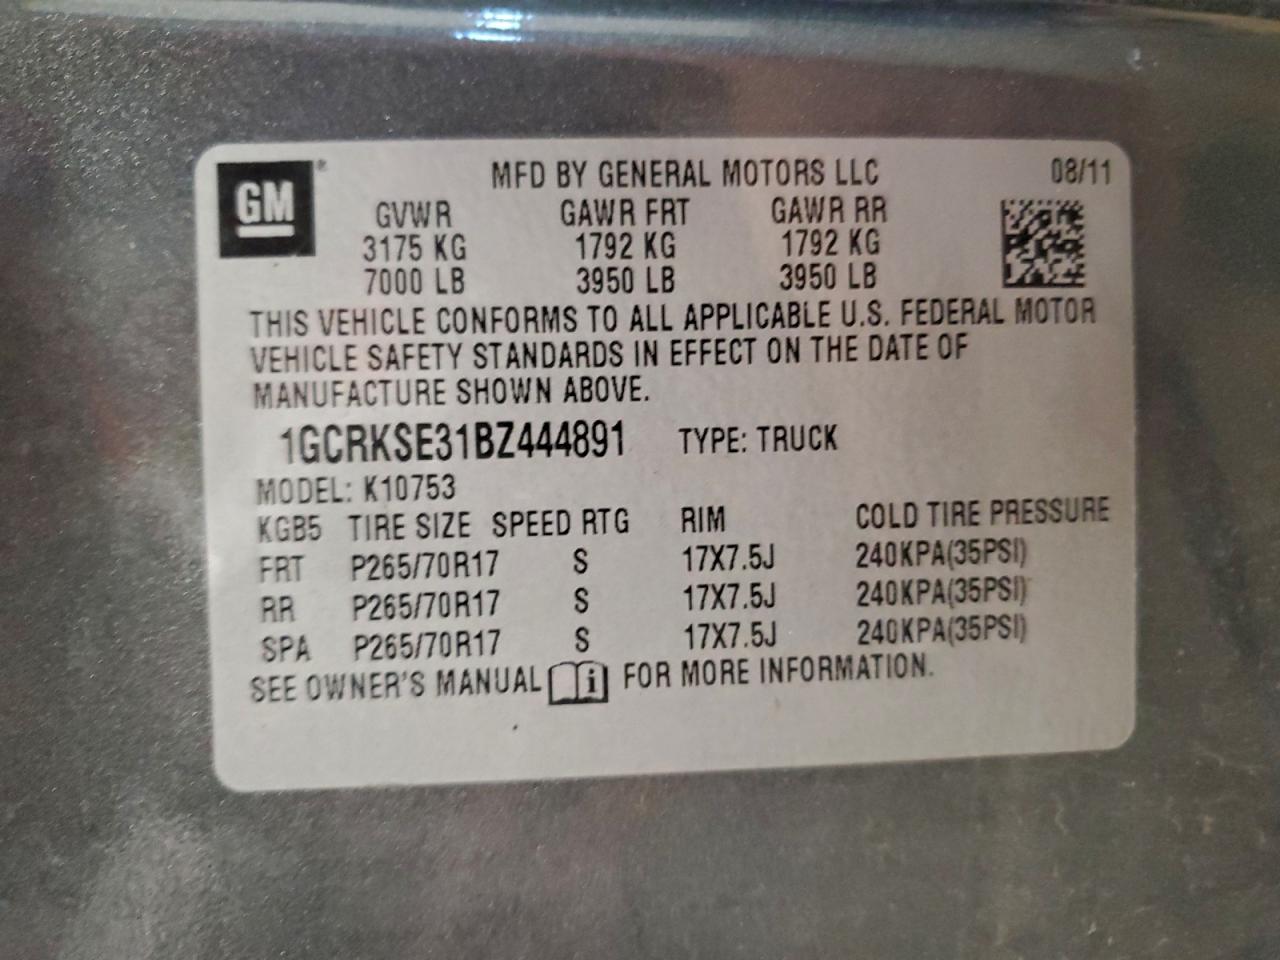 GM ® MFD BY GENERAL MOTORS LLC 08/11
GVWR GAWR FRT GAWR RR
3175 KG 1792 KG 1792 KG
7000 LB 3950 LB 3950 LB
THIS VEHICLE CONFORMS TO ALL APPLICABLE U.S. FEDERAL MOTOR
VEHICLE SAFETY STANDARDS IN EFFECT ON THE DATE OF
MANUFACTURE SHOWN ABOVE.
1GCRKSE31BZ444891 TYPE: TRUCK
MODEL: K10753
KGB5 TIRE SIZE SPEED RTG RIM COLD TIRE PRESSURE
FRT P265/70R17 S 17X7.5J 240KPA(35PSI)
RR P265/70R17 S 17X7.5J 240KPA(35PSI)
SPA P265/70R17 S 17X7.5J 240KPA(35PSI)
SEE OWNER'S MANUAL i FOR MORE INFORMATION.